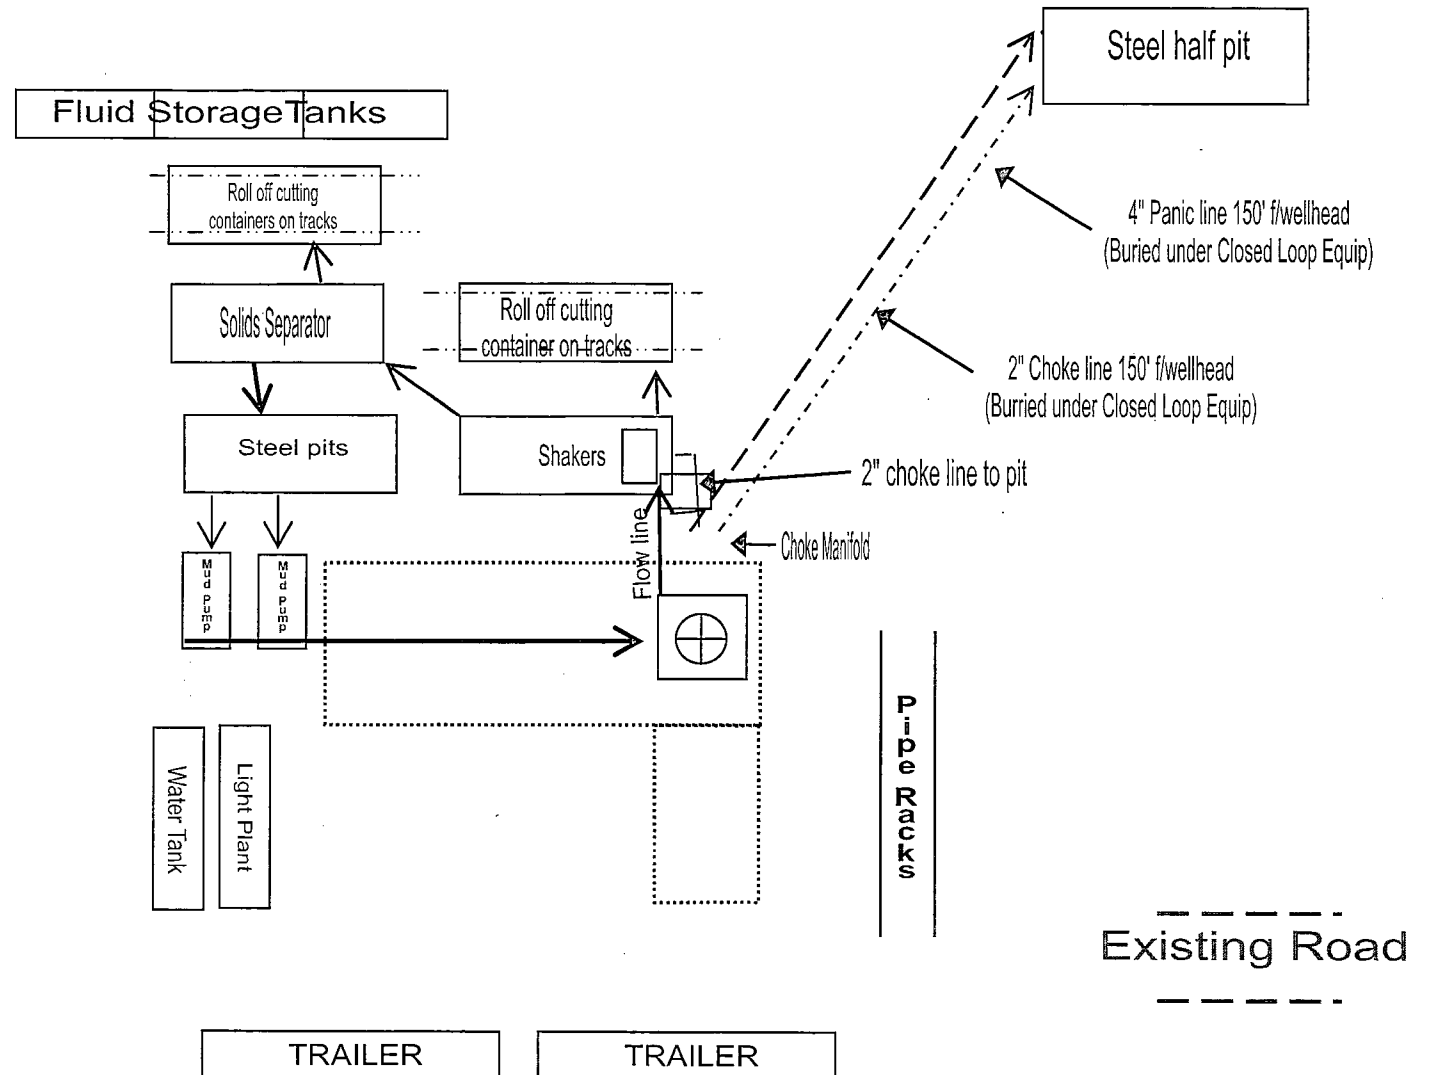 Steel half pit
Fluid StorageTanks
Roll off cutting
containers on tracks
4" Panic line 150' f/wellhead
(Buried under Closed Loop Equip)
Solids Separator
Roll off cutting
container on tracks
2" Choke line 150' f/wellhead
(Burried under Closed Loop Equip)
Steel pits
Shakers
2" choke line to pit
Flow line
Choke Manifold
Mud Pump
Mud Pump
Pipe Racks
Water Tank
Light Plant
Existing Road
TRAILER
TRAILER